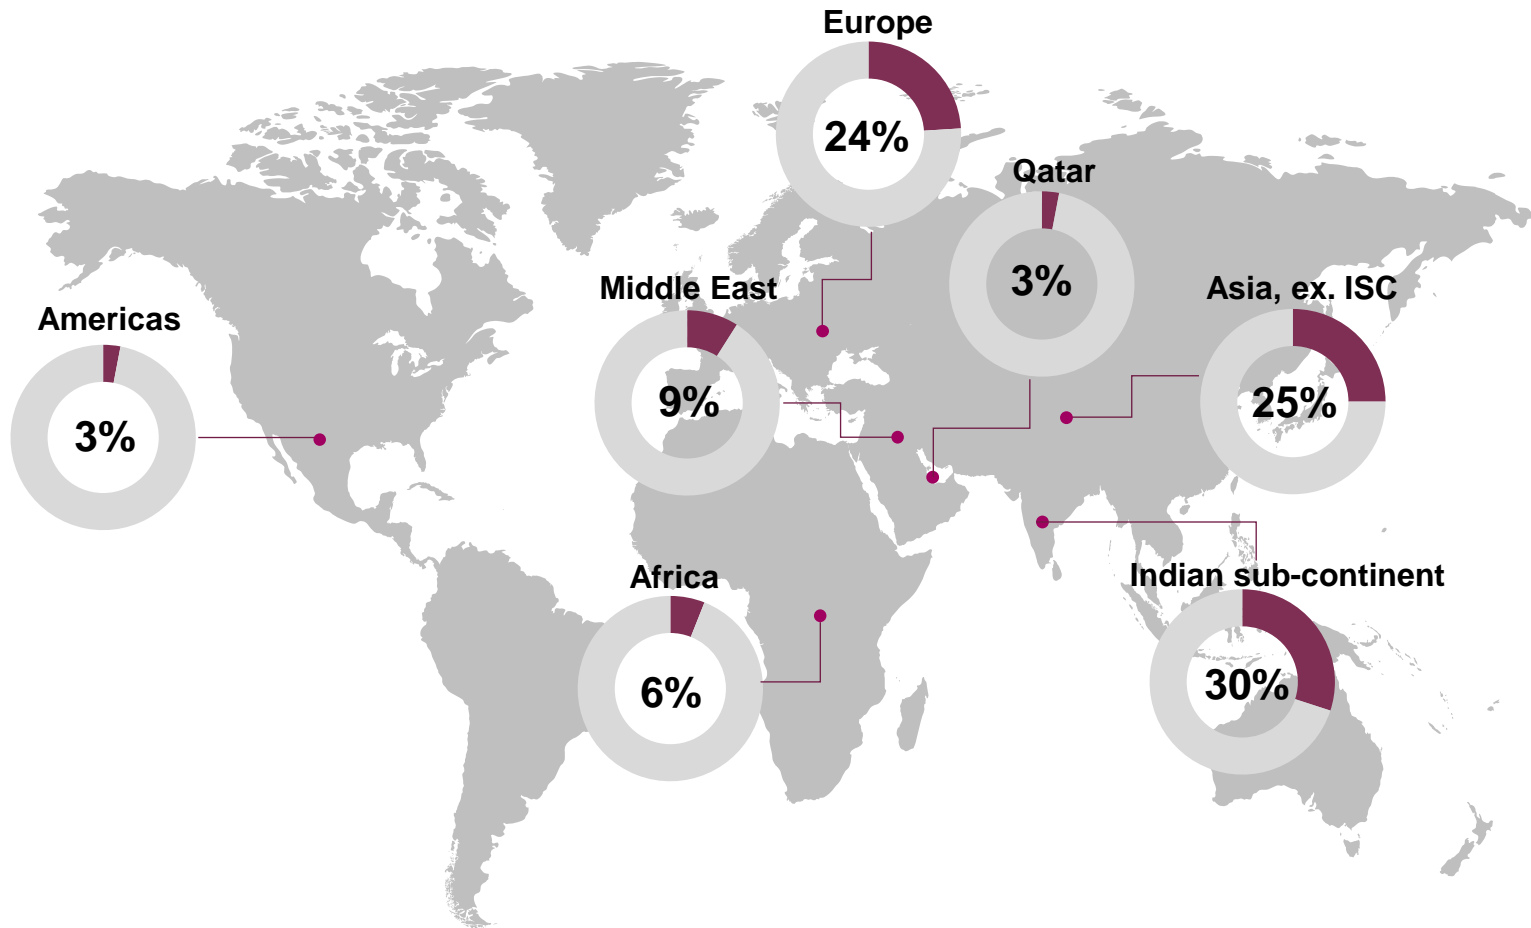 Europe
24%
Qatar
3%
Middle East
9%
Asia, ex. ISC
25%
Americas
3%
Africa
6%
Indian sub-continent
30%